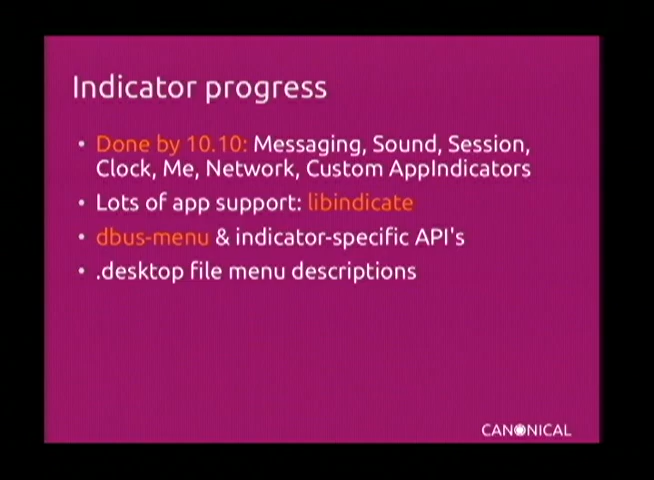 Indicator progress
• Done by 10.10: Messaging, Sound, Session,
Clock, Me, Network, Custom AppIndicators
• Lots of app support: libindicate
• dbus-menu & indicator-specific API's
• .desktop file menu descriptions
CANONICAL